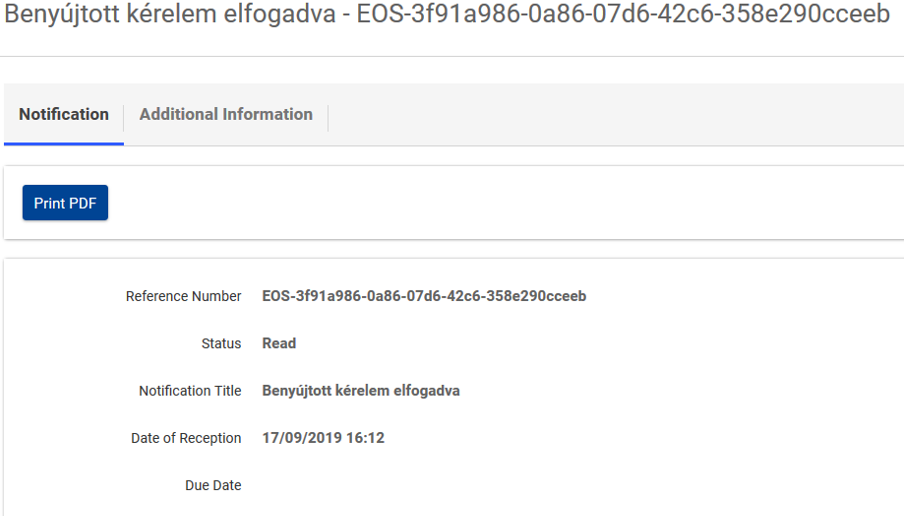 Benyújtott kérelem elfogadva - EOS-3f91a986-0a86-07d6-42c6-358e290cceeb
Notification Additional Information
Print PDF
Reference Number EOS-3f91a986-0a86-07d6-42c6-358e290cceeb
Status Read
Notification Title Benyújtott kérelem elfogadva
Date of Reception 17/09/2019 16:12
Due Date